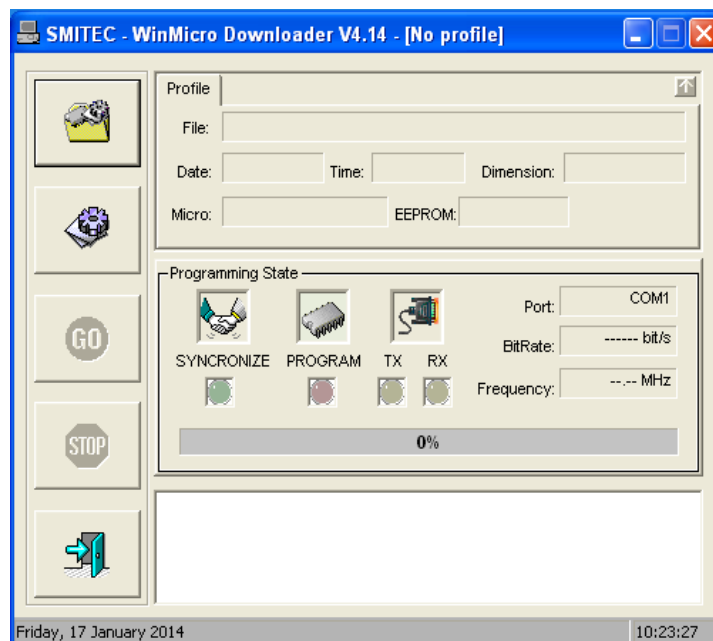 SMITEC - WinMicro Downloader V4.14 - [No profile]
Profile
File:
Date: Time: Dimension:
Micro: EEPROM:
Programming State
Port: COM1
GO
BitRate: ------ bit/s
SYNCRONIZE PROGRAM TX RX
Frequency: --.-- MHz
STOP
0%
Friday, 17 January 2014 10:23:27